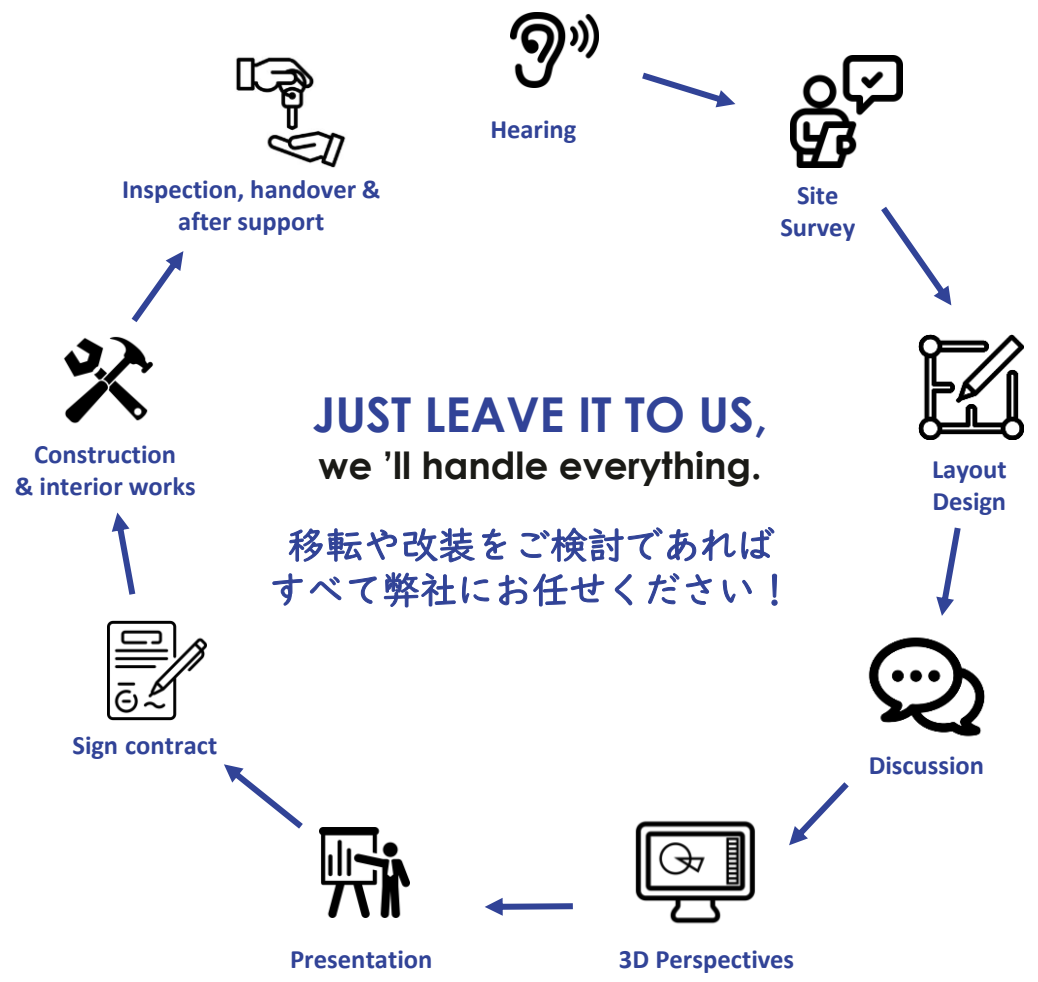 Hearing
Site
Survey
Layout
Design
Discussion
3D Perspectives
Presentation
Sign contract
Construction
& interior works
Inspection, handover &
after support
JUST LEAVE IT TO US,
we ’ll handle everything.
移転や改装をご検討であれば
すべて弊社にお任せください！